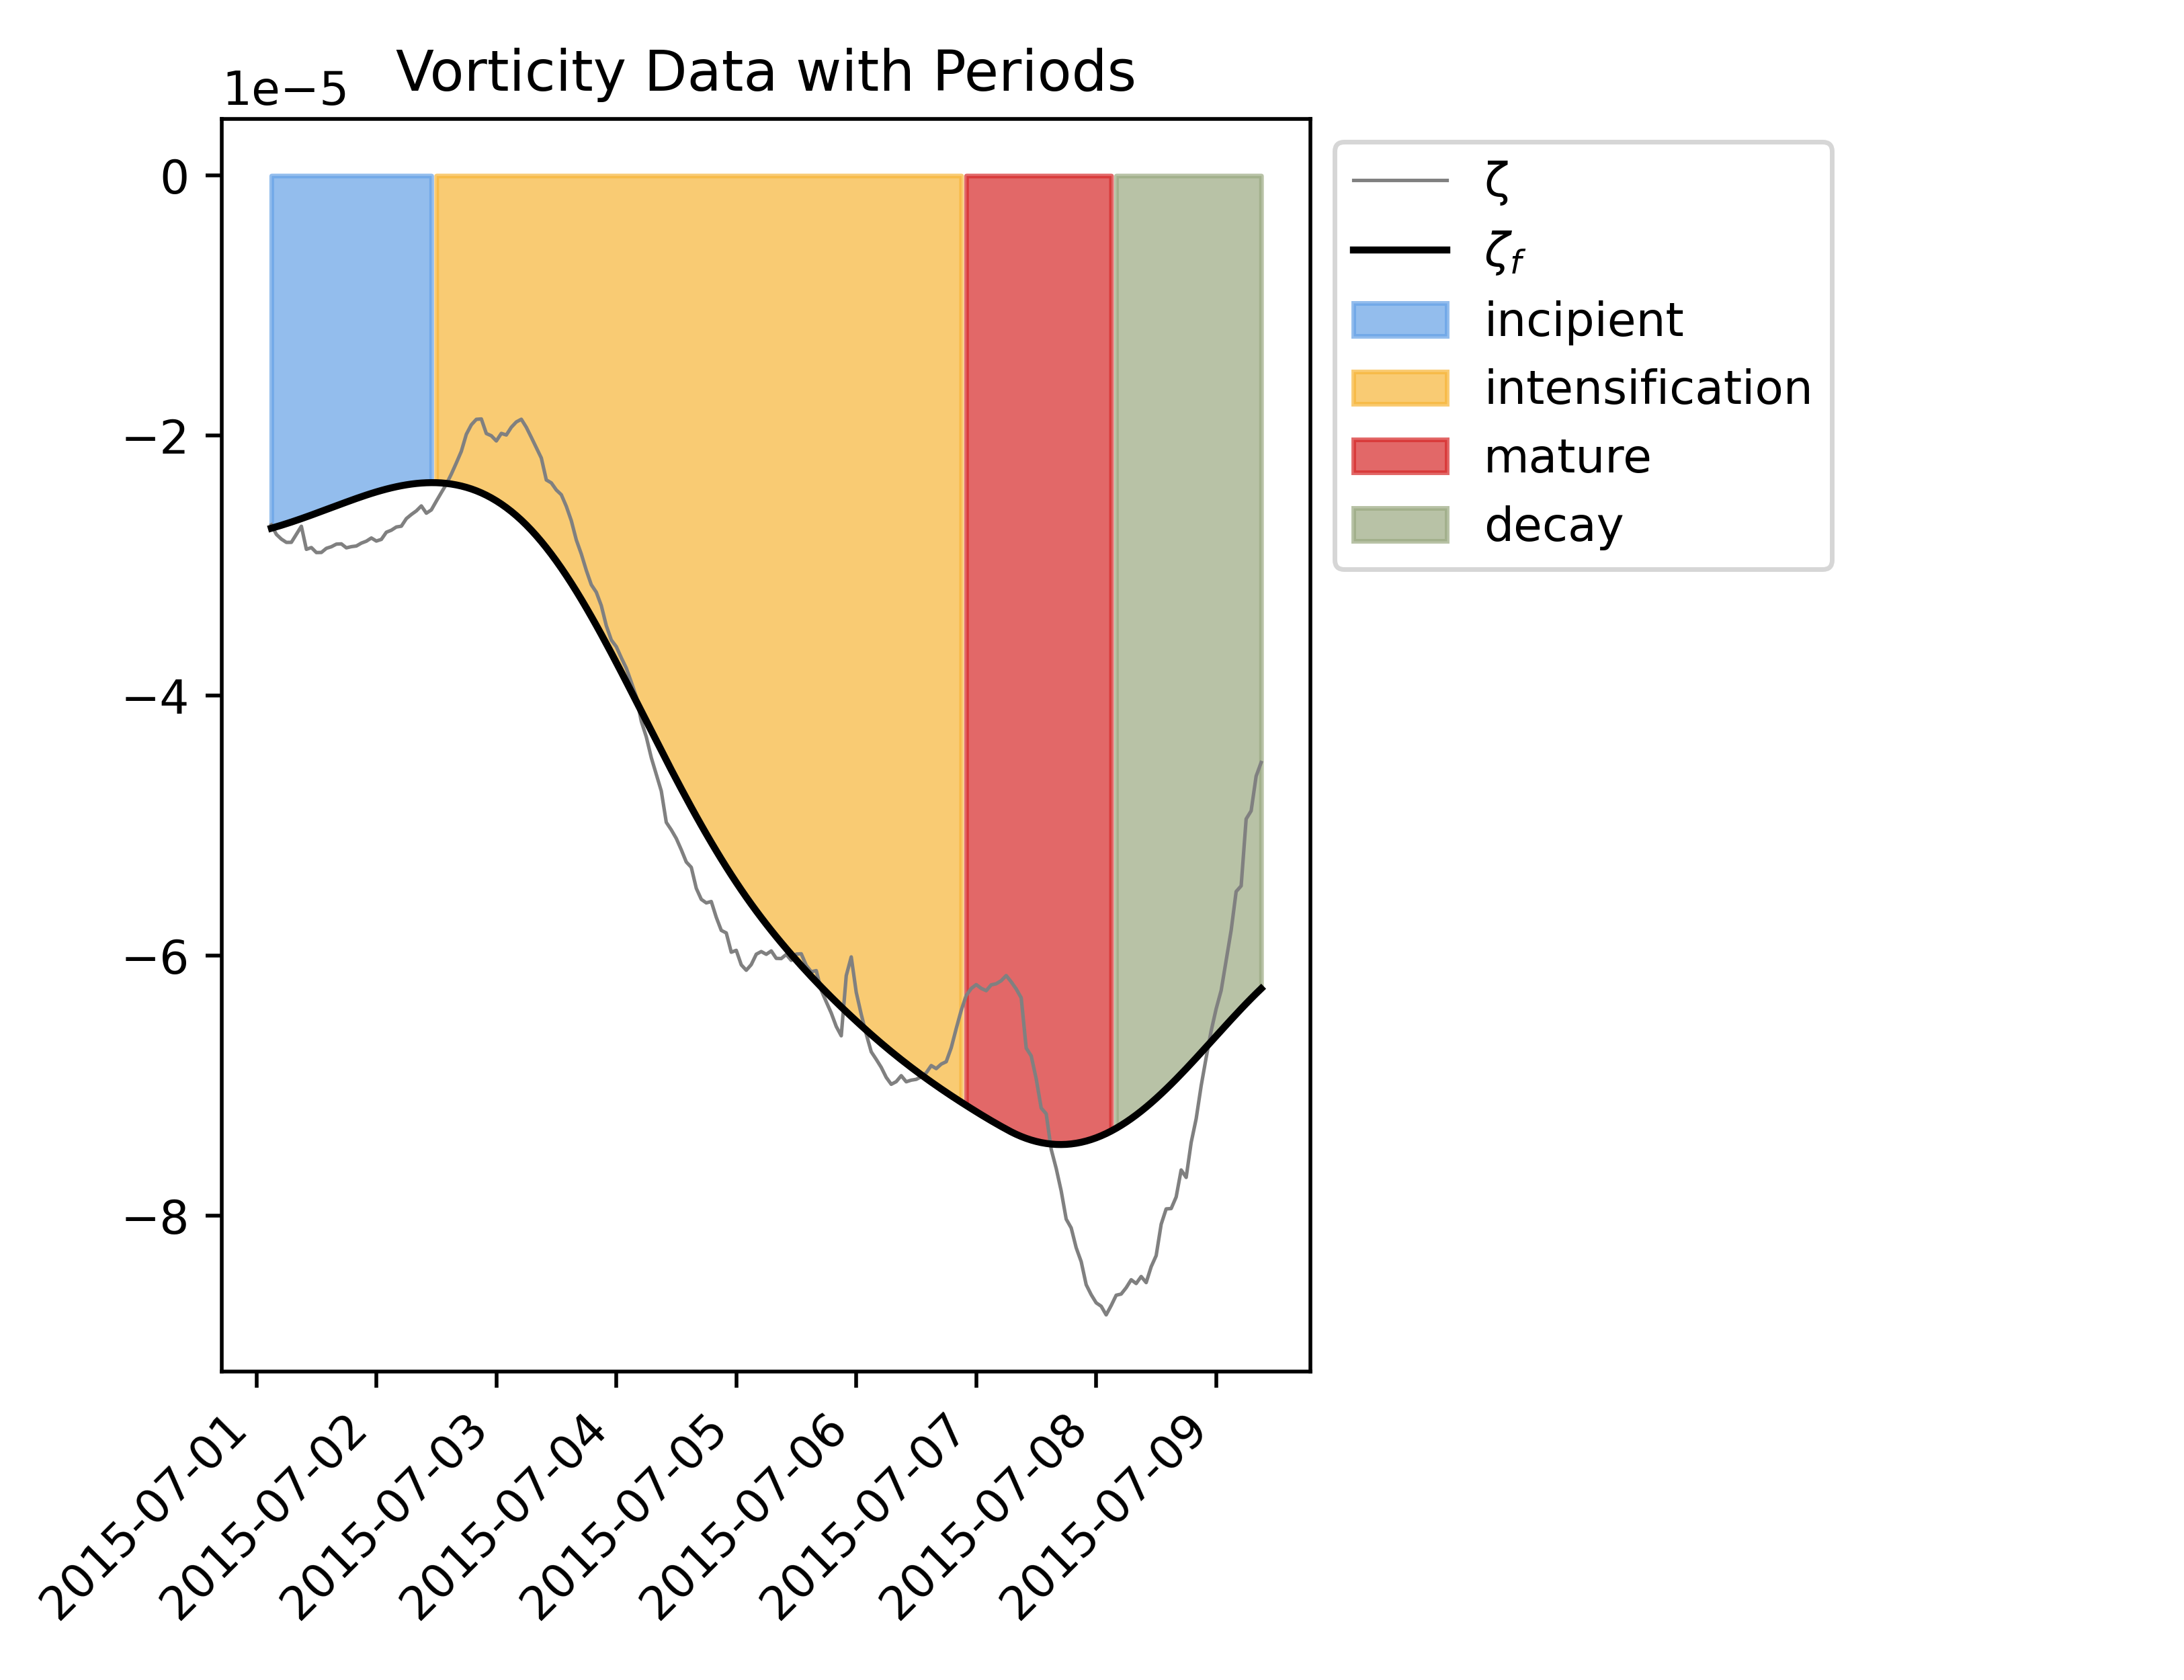 Vorticity Data with Periods
1e−5
0
−2
−4
−6
−8
2015-07-01
2015-07-02
2015-07-03
2015-07-04
2015-07-05
2015-07-06
2015-07-07
2015-07-08
2015-07-09
ζ
ζf
incipient
intensification
mature
decay